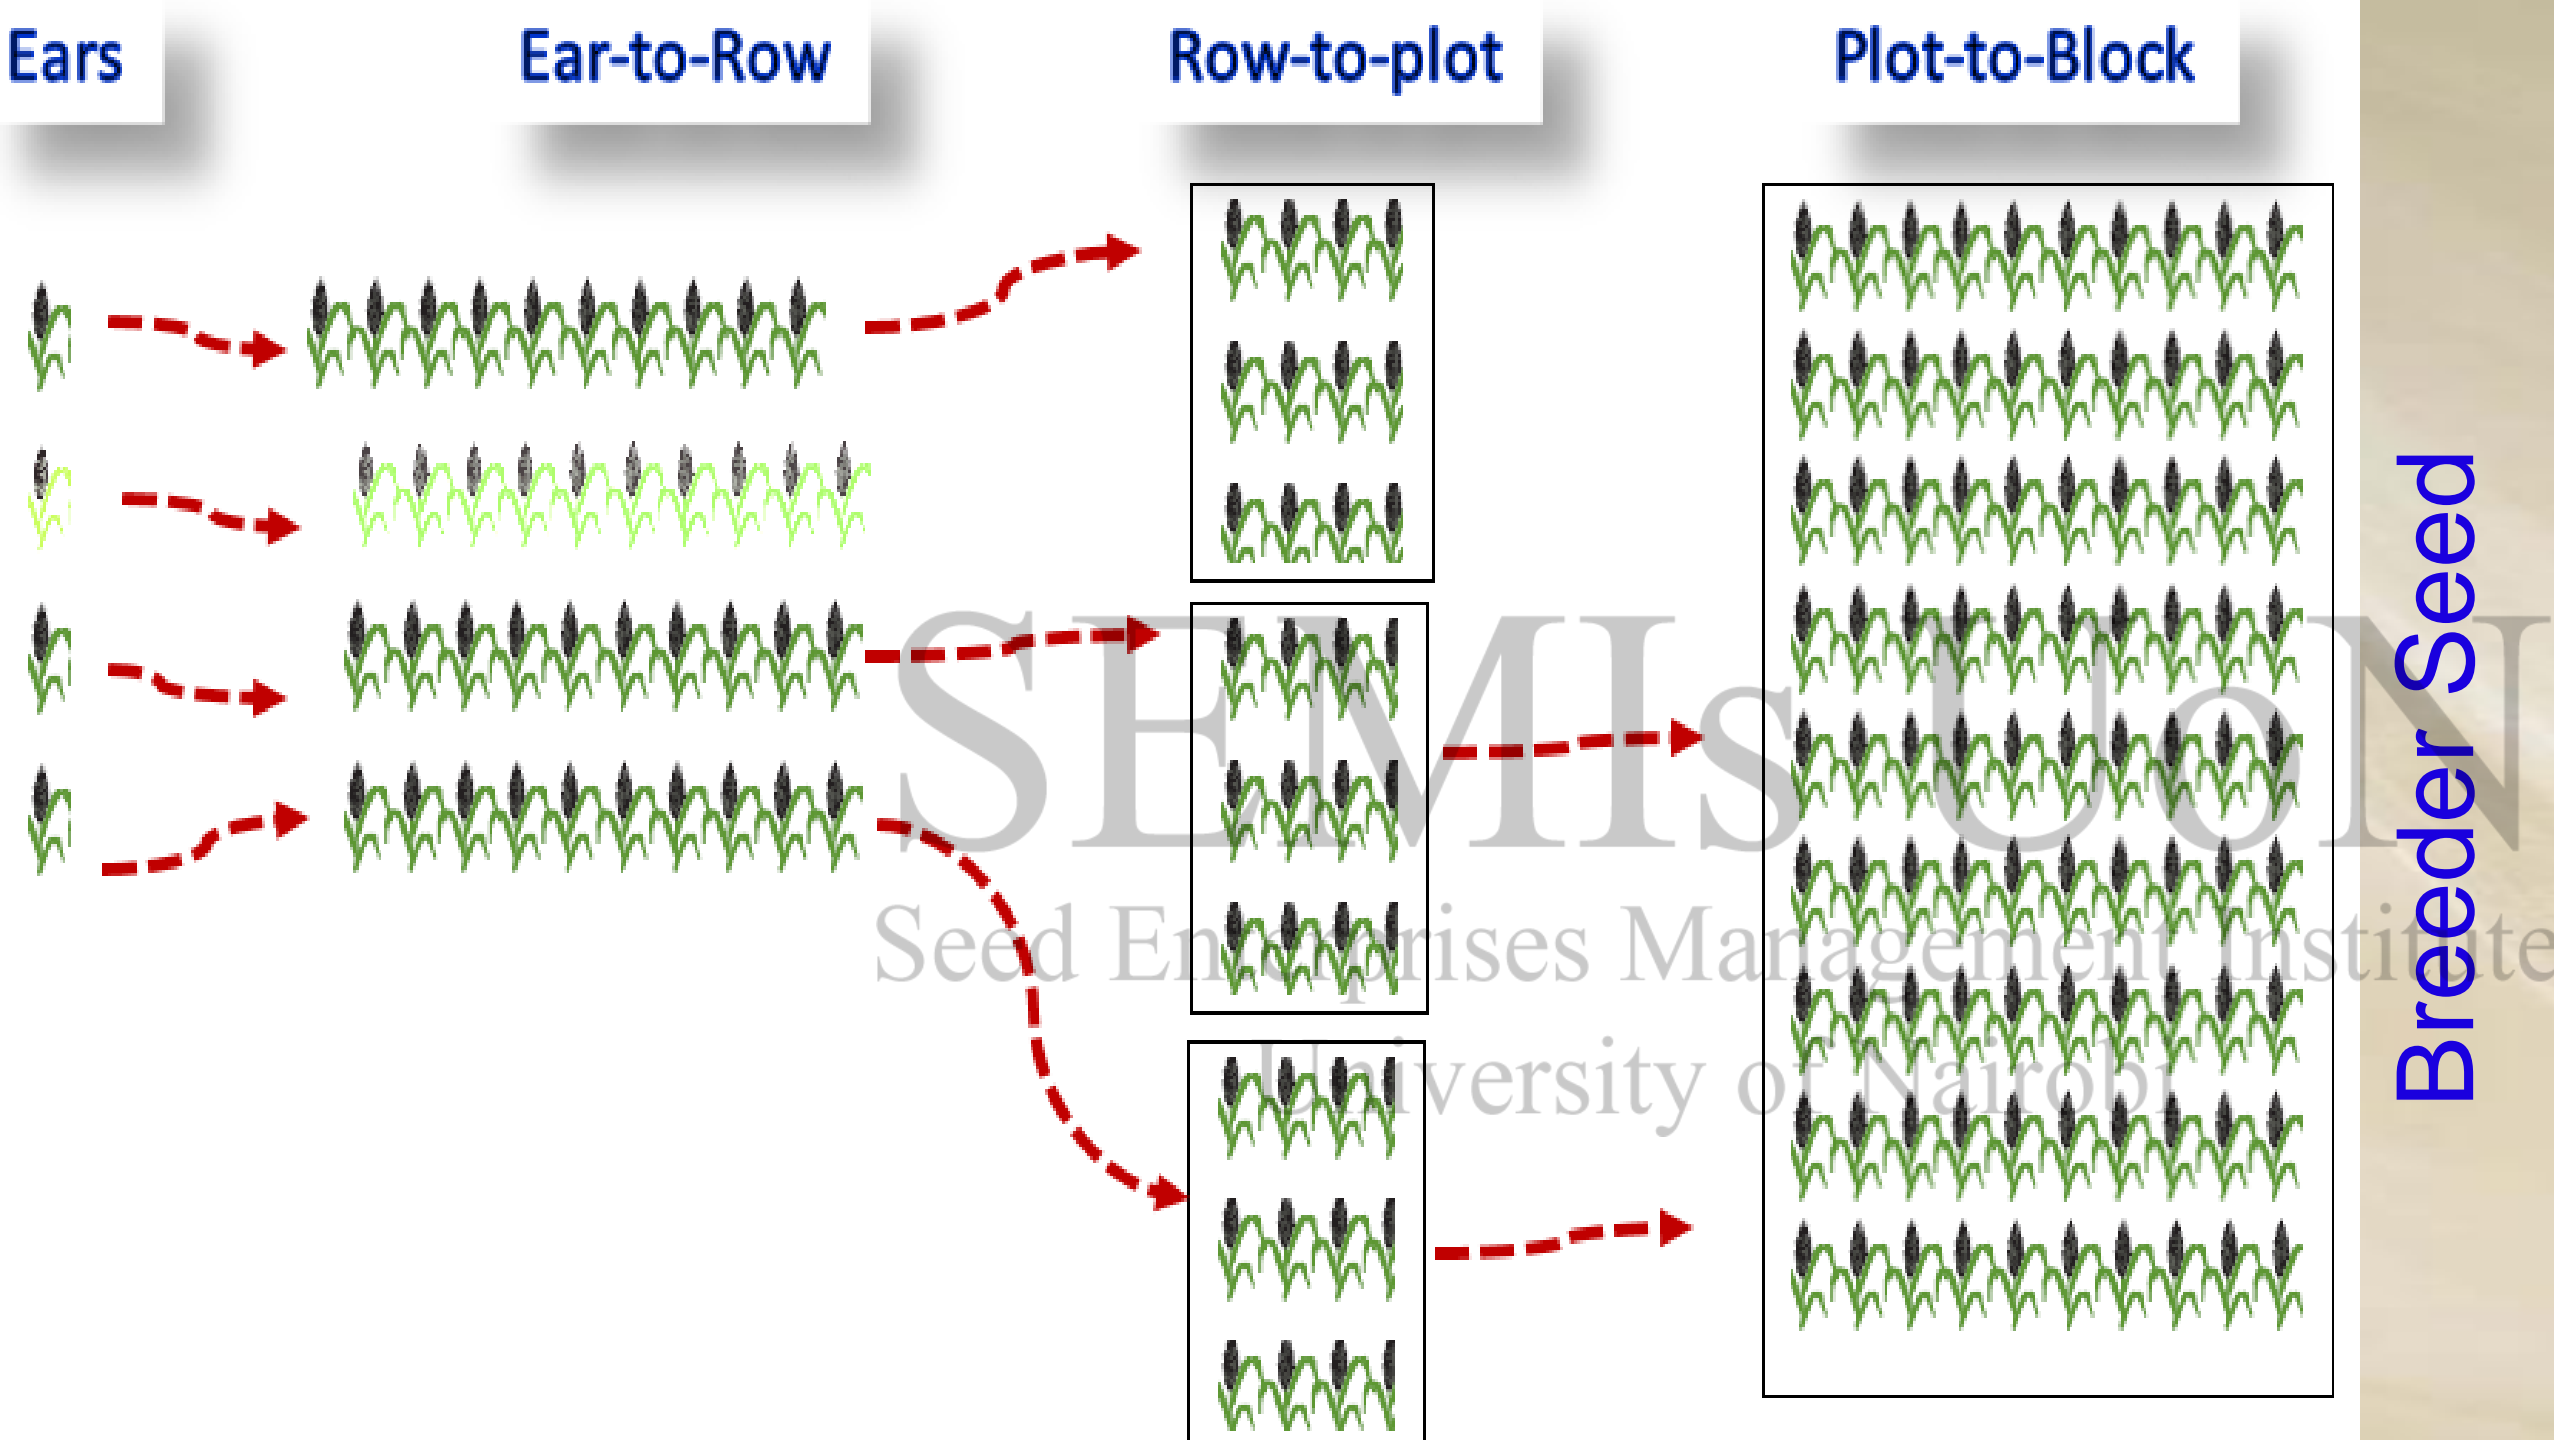 Ears
Ear-to-Row
Row-to-plot
Plot-to-Block
Breeder Seed
SEMIs UoN
Seed Enterprises Management Institute
University of Nairobi